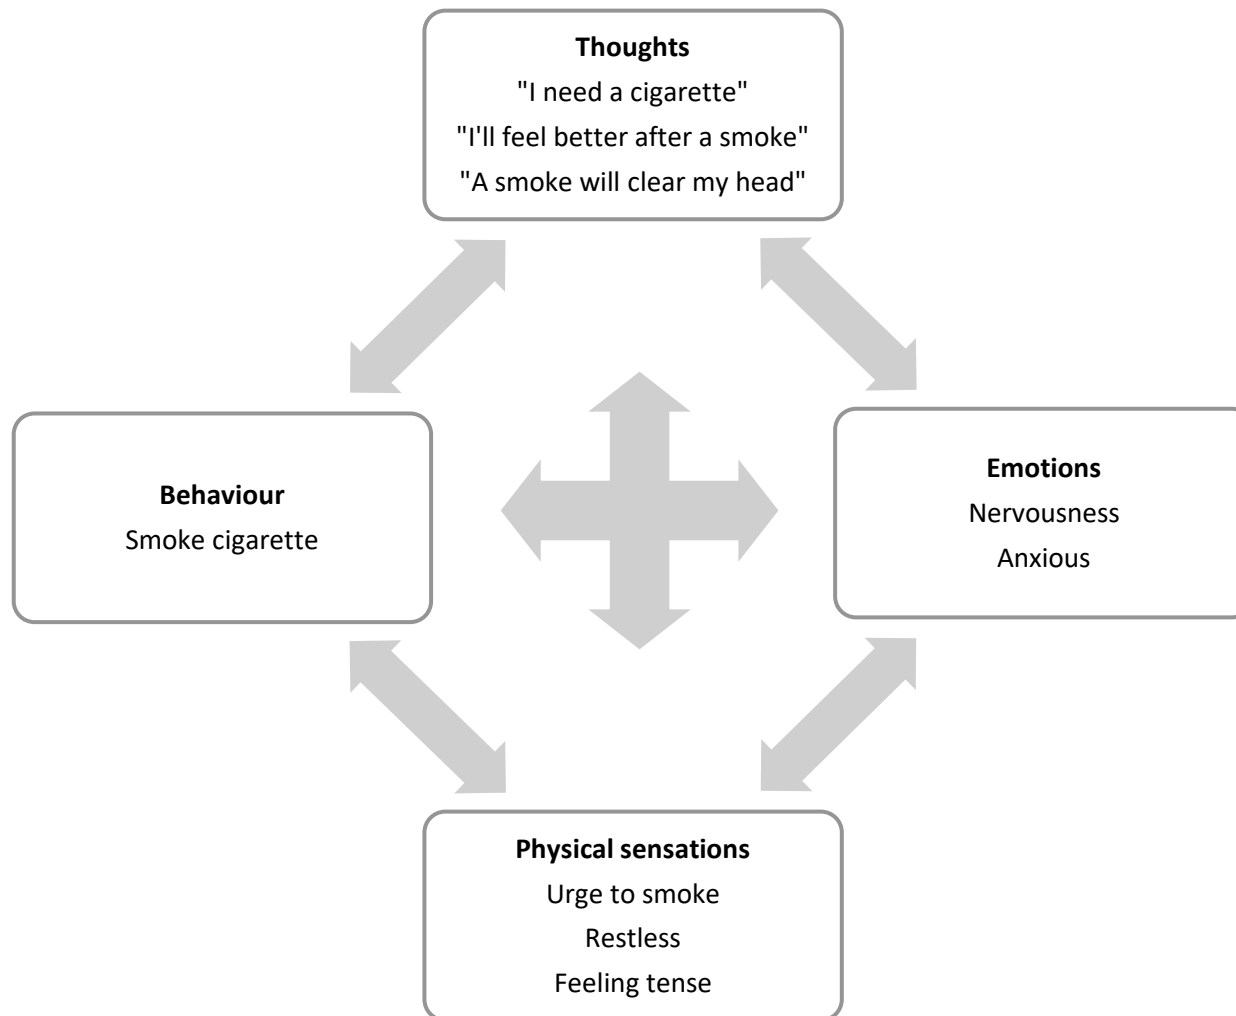 Thoughts
"I need a cigarette"
"I'll feel better after a smoke"
"A smoke will clear my head"
Behaviour
Smoke cigarette
Emotions
Nervousness
Anxious
Physical sensations
Urge to smoke
Restless
Feeling tense